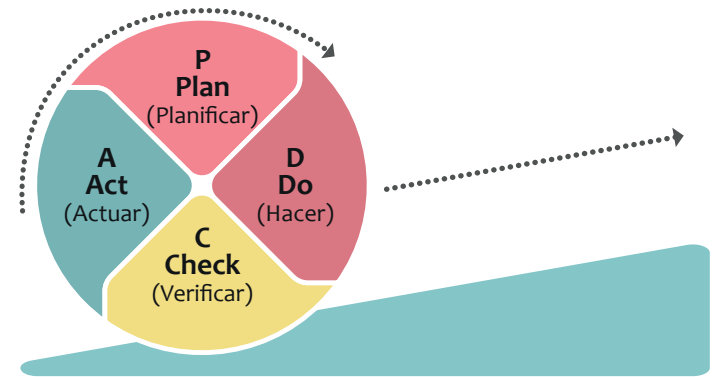 P
Plan
(Planificar)
D
Do
(Hacer)
C
Check
(Verificar)
A
Act
(Actuar)